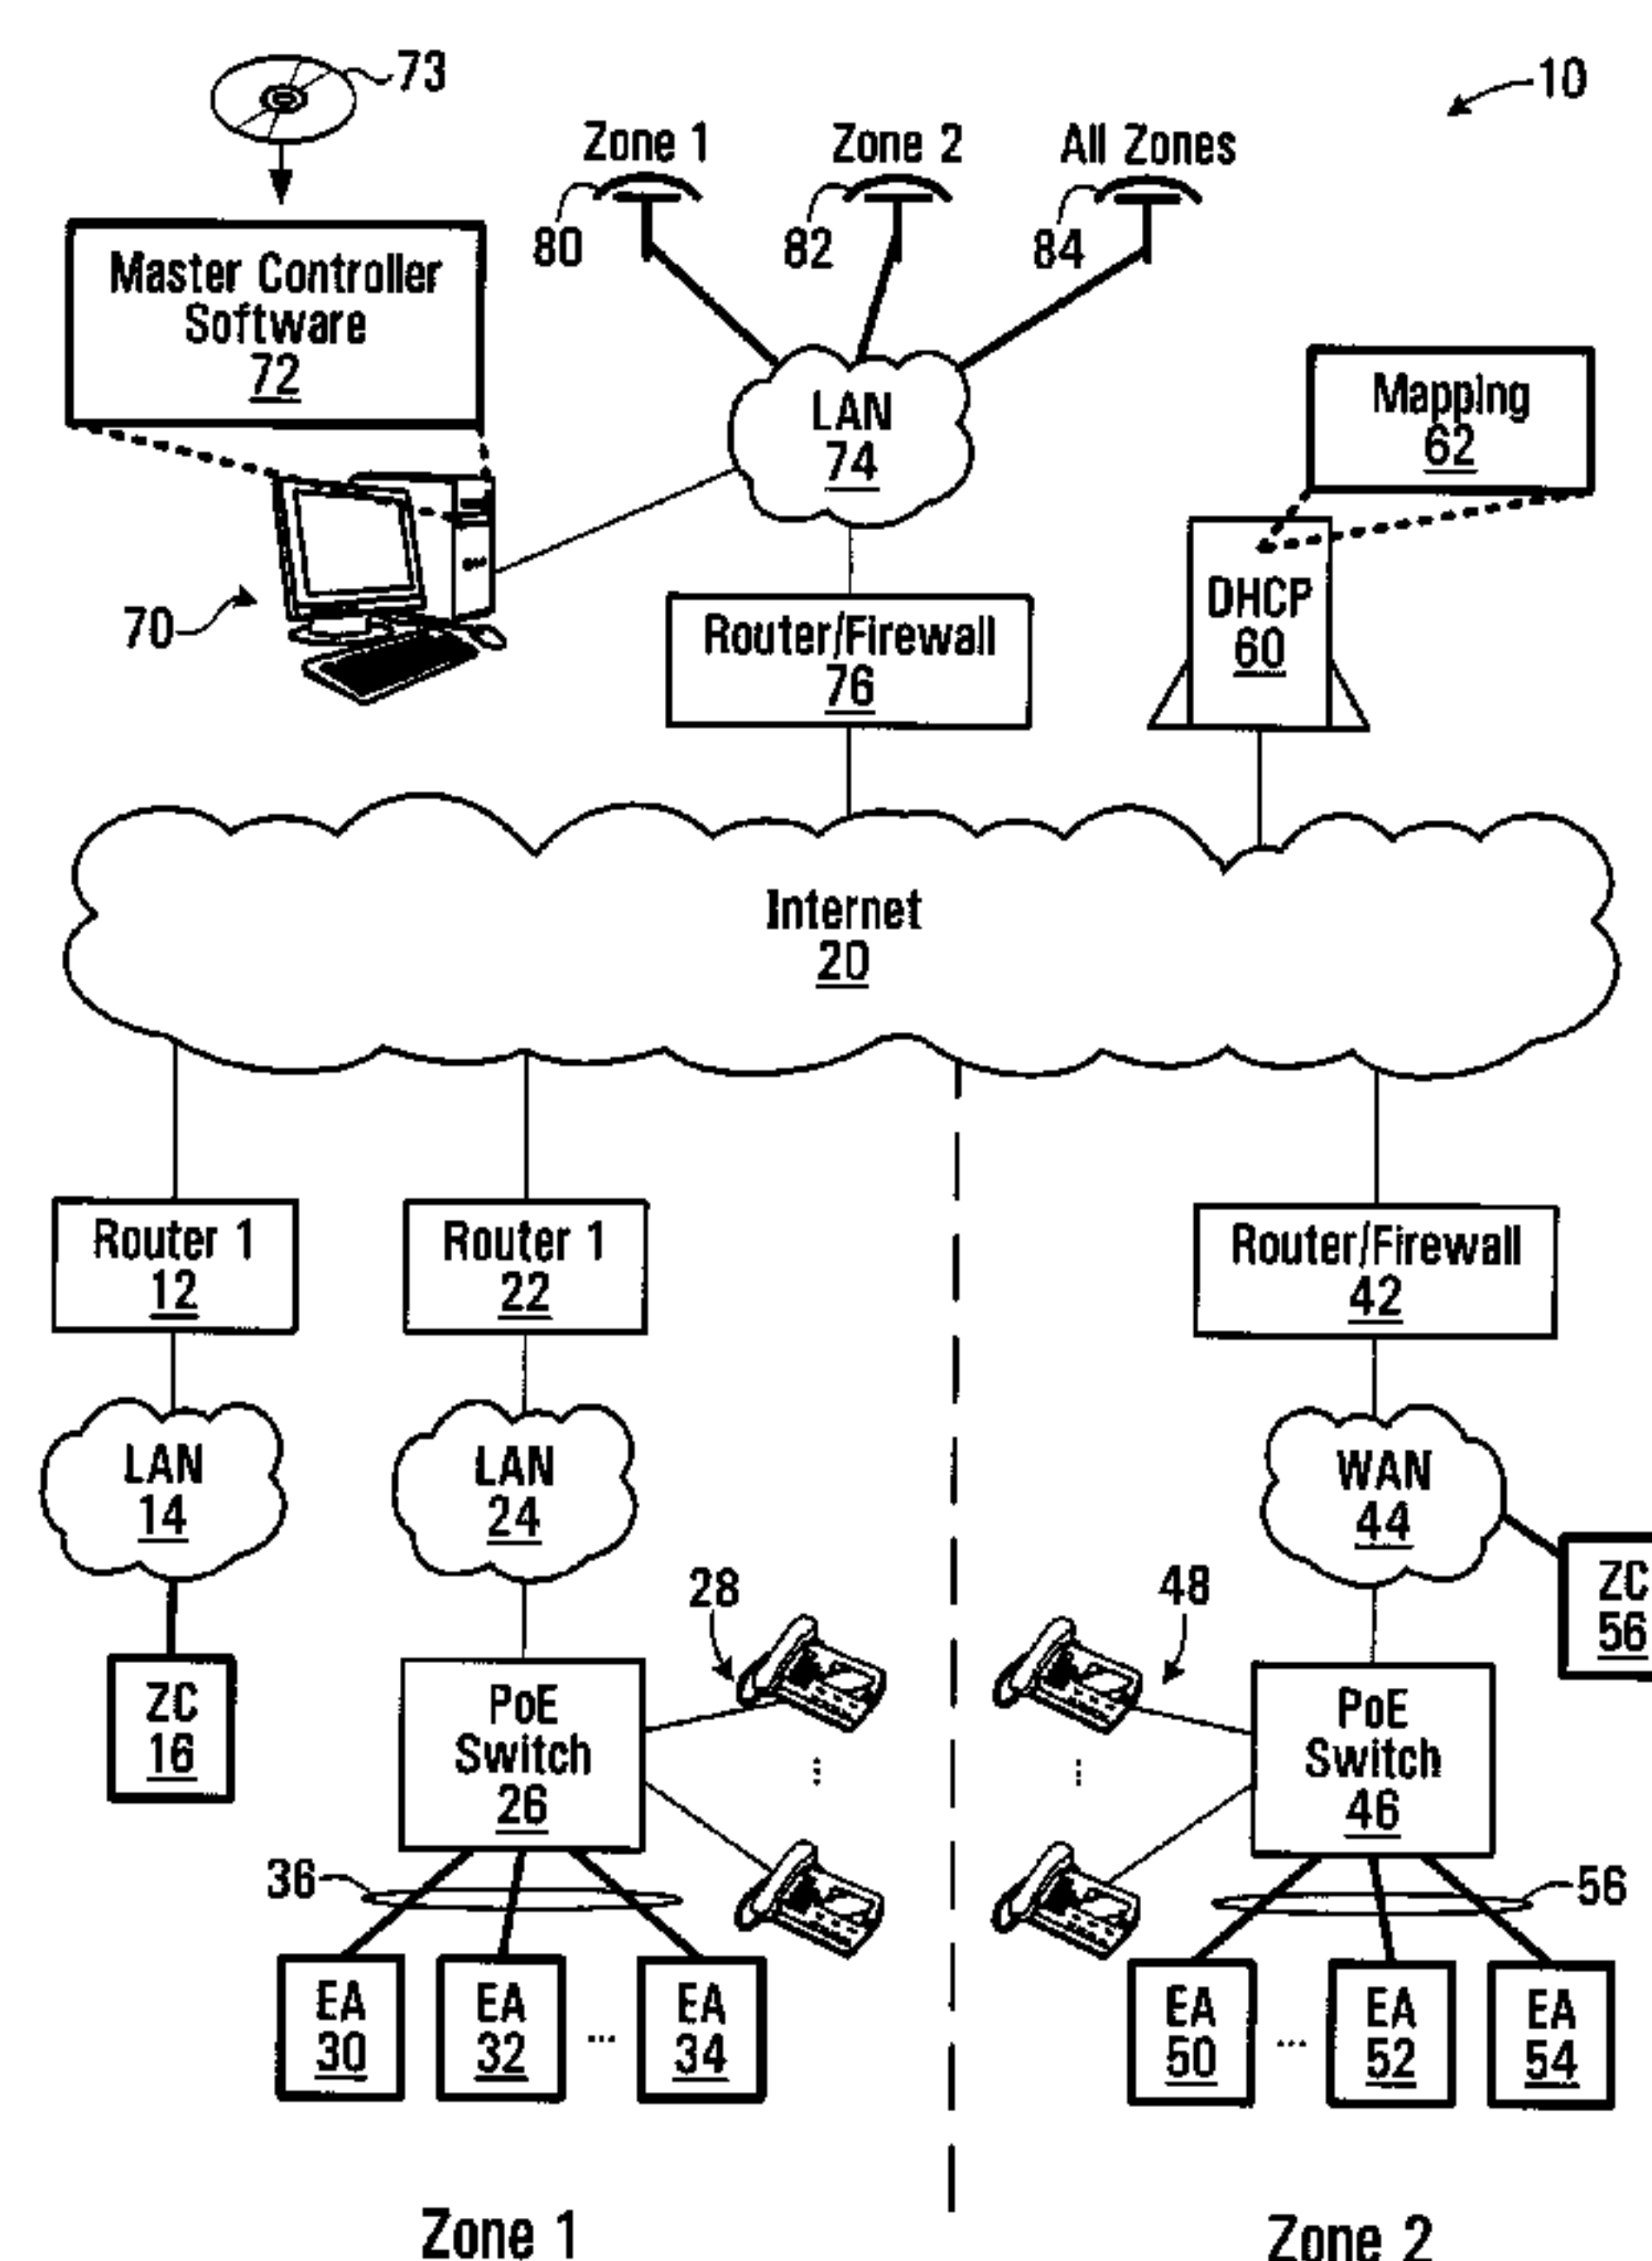 73
10
Zone 1
Zone 2
All Zones
80
82
84
Master Controller
Software
72
LAN
74
Mapping
62
70
Router/Firewall
76
DHCP
60
Internet
20
Router 1
12
Router 1
22
Router/Firewall
42
LAN
14
LAN
24
WAN
44
ZC
56
28
48
ZC
16
PoE
Switch
26
...
...
PoE
Switch
46
36
56
EA
30
EA
32
...
EA
34
EA
50
...
EA
52
EA
54
Zone 1
Zone 2